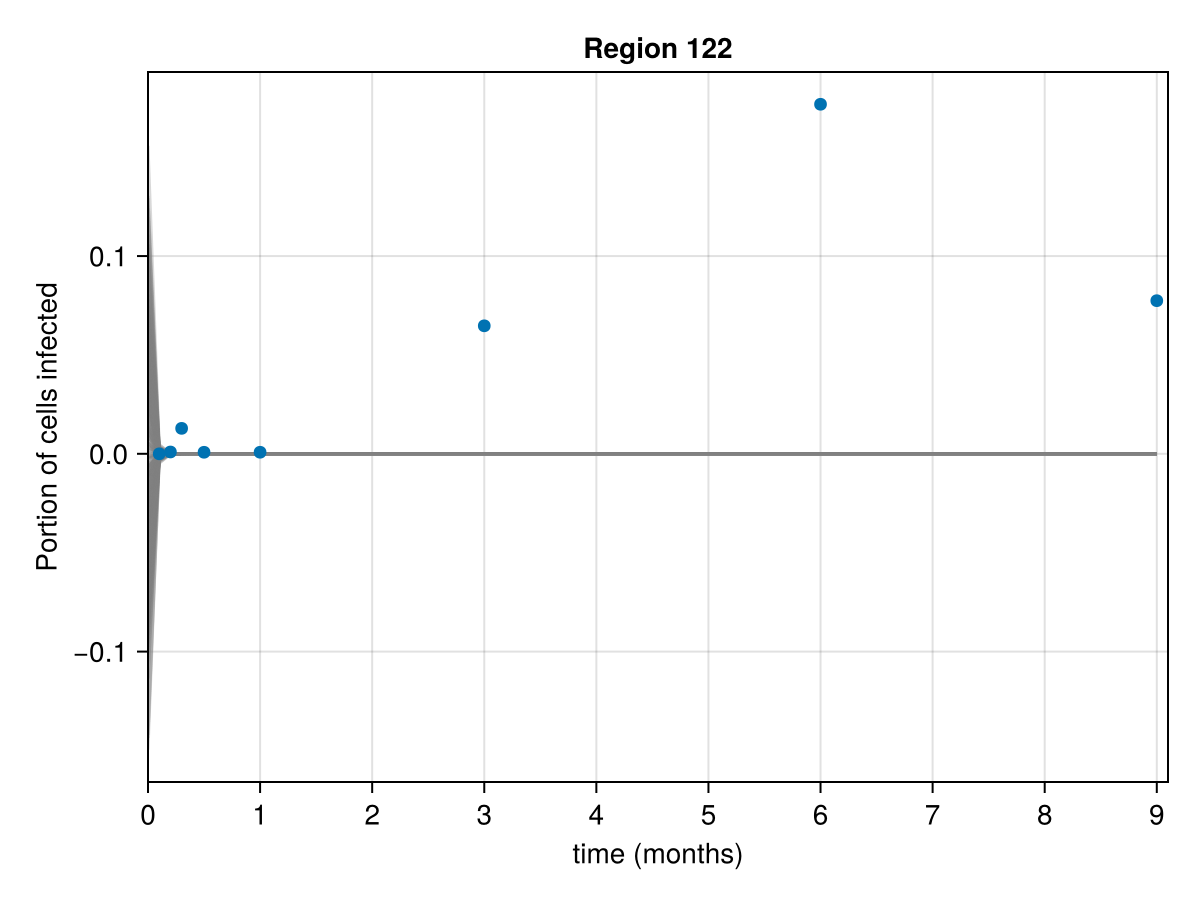 Region 122
Portion of cells infected
0.1
0.0
−0.1
0 1 2 3 4 5 6 7 8 9
time (months)